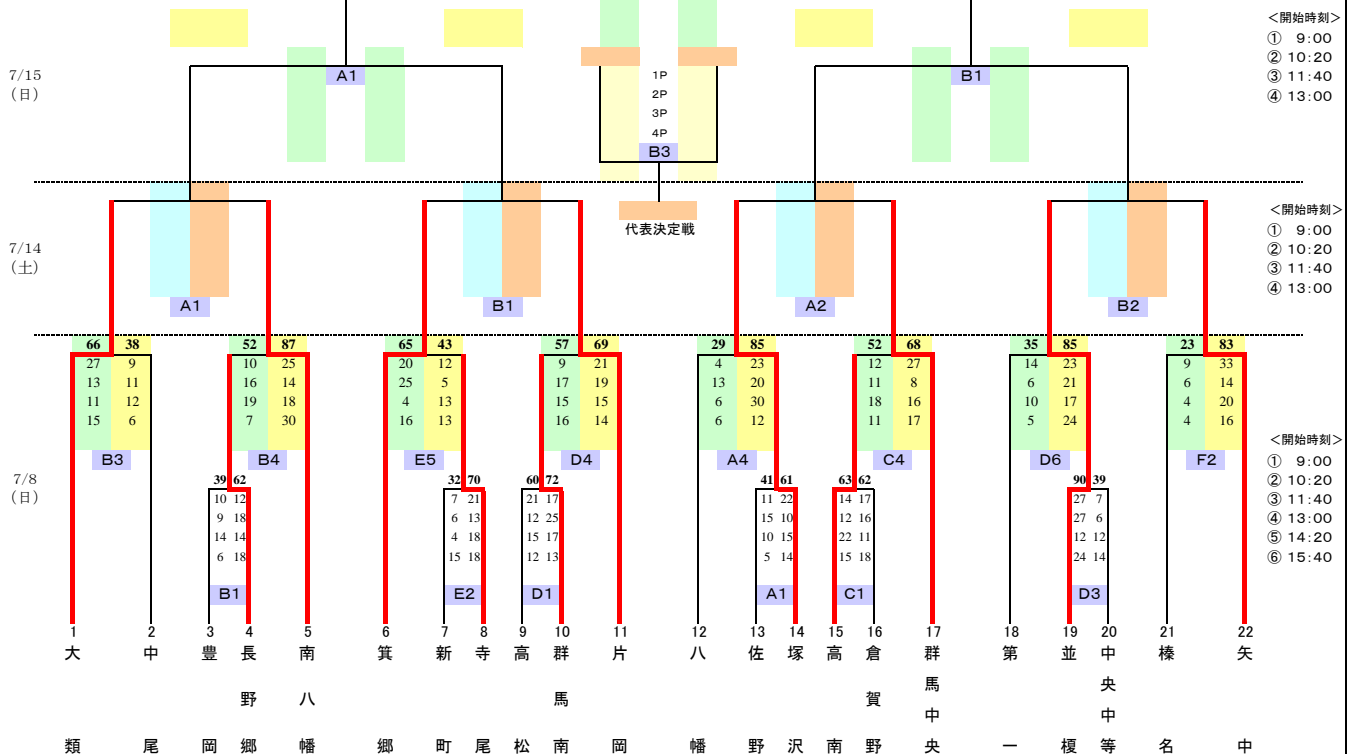 ＜開始時刻＞
① 9:00
② 10:20
③ 11:40
④ 13:00
7/15
（日）
A1
1P
2P
3P
4P
B3
B1
代表決定戦
＜開始時刻＞
① 9:00
② 10:20
③ 11:40
④ 13:00
7/14
（土）
A1 B1 A2 B2
66 38 52 87 65 43 57 69 29 85 52 68 35 85 23 83
27 9 10 25 20 12 9 21 4 23 12 27 14 23 9 33
13 11 16 14 25 5 17 19 13 20 11 8 6 21 6 14
11 12 19 18 4 13 15 15 6 30 18 16 10 17 4 20
15 6 7 30 16 13 16 14 6 12 11 17 5 24 4 16
B3 B4 E5 D4 A4 C4 D6 F2
7/8
（日）
＜開始時刻＞
① 9:00
② 10:20
③ 11:40
④ 13:00
⑤ 14:20
⑥ 15:40
39 62 32 70 60 72 41 61 63 62 90 39
10 12 7 21 21 17 11 22 14 17 27 7
9 18 6 13 12 25 15 10 12 16 27 6
14 14 4 18 15 17 10 15 22 11 12 12
6 18 15 18 12 13 5 14 15 18 24 14
B1 E2 D1 A1 C1 D3
1 2 3 4 5 6 7 8 9 10 11 12 13 14 15 16 17 18 19 20 21 22
大類
中尾
豊岡
長野郷
南八幡
箕郷
新町
寺尾
高松
群馬南
片岡
八幡
佐野
塚沢
高南
倉賀野
群馬中央
第一
並榎
中央中等
榛名
矢中